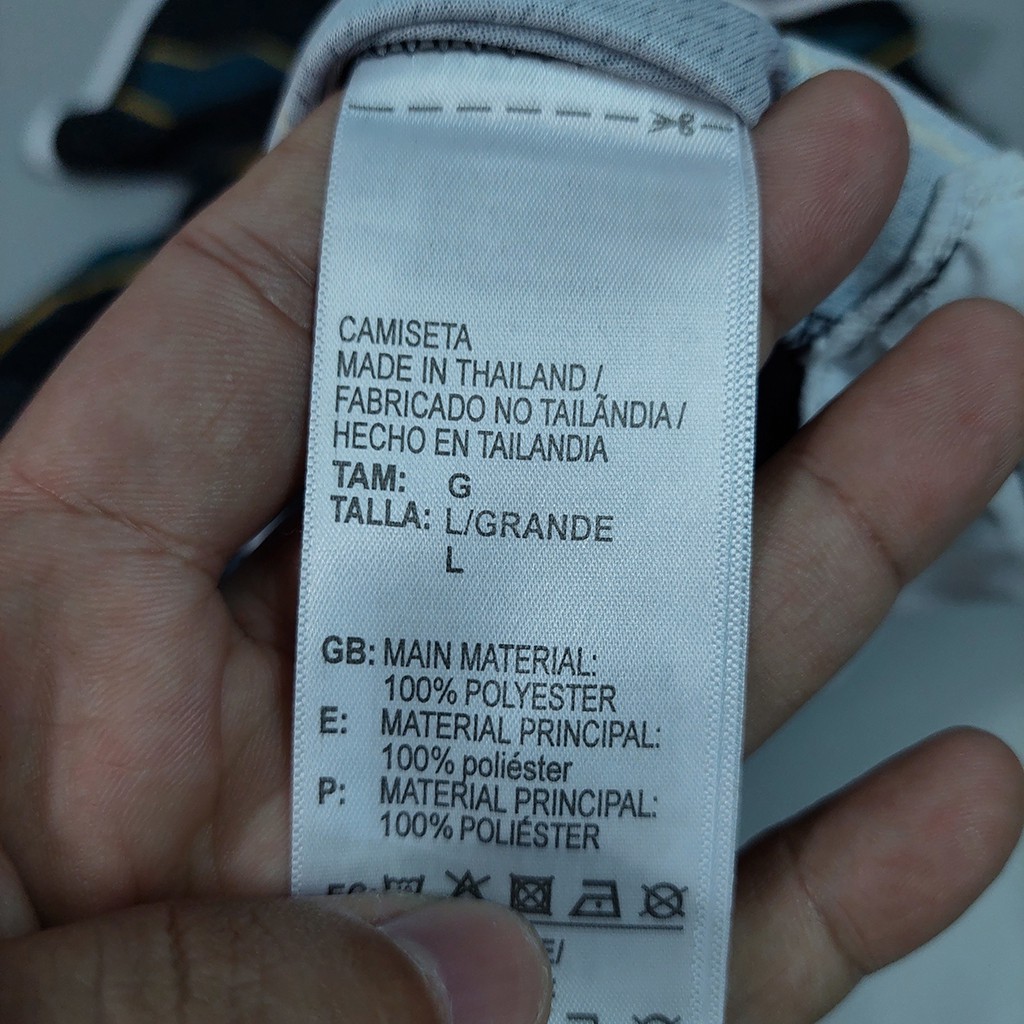 CAMISETA
MADE IN THAILAND /
FABRICADO NO TAILÃNDIA /
HECHO EN TAILANDIA
TAM: G
TALLA: L/GRANDE
L
GB: MAIN MATERIAL:
100% POLYESTER
E: MATERIAL PRINCIPAL:
100% poliéster
P: MATERIAL PRINCIPAL:
100% POLIÉSTER